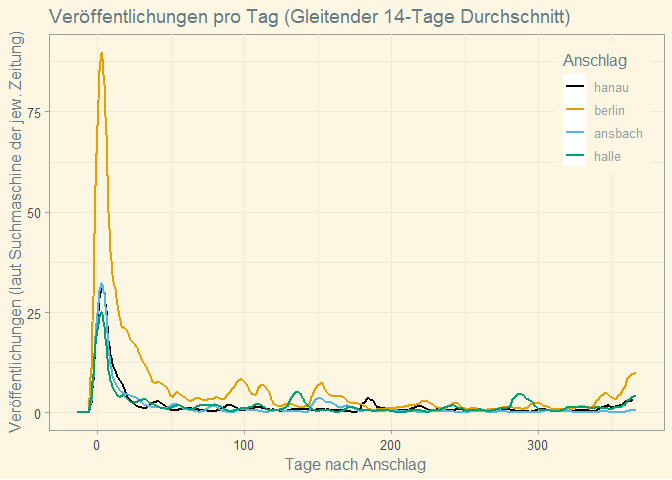 Veröffentlichungen pro Tag (Gleitender 14-Tage Durchschnitt)
Veröffentlichungen (laut Suchmaschine der jew. Zeitung)
75
50
25
0
Anschlag
hanau
berlin
ansbach
halle
0 100 200 300
Tage nach Anschlag